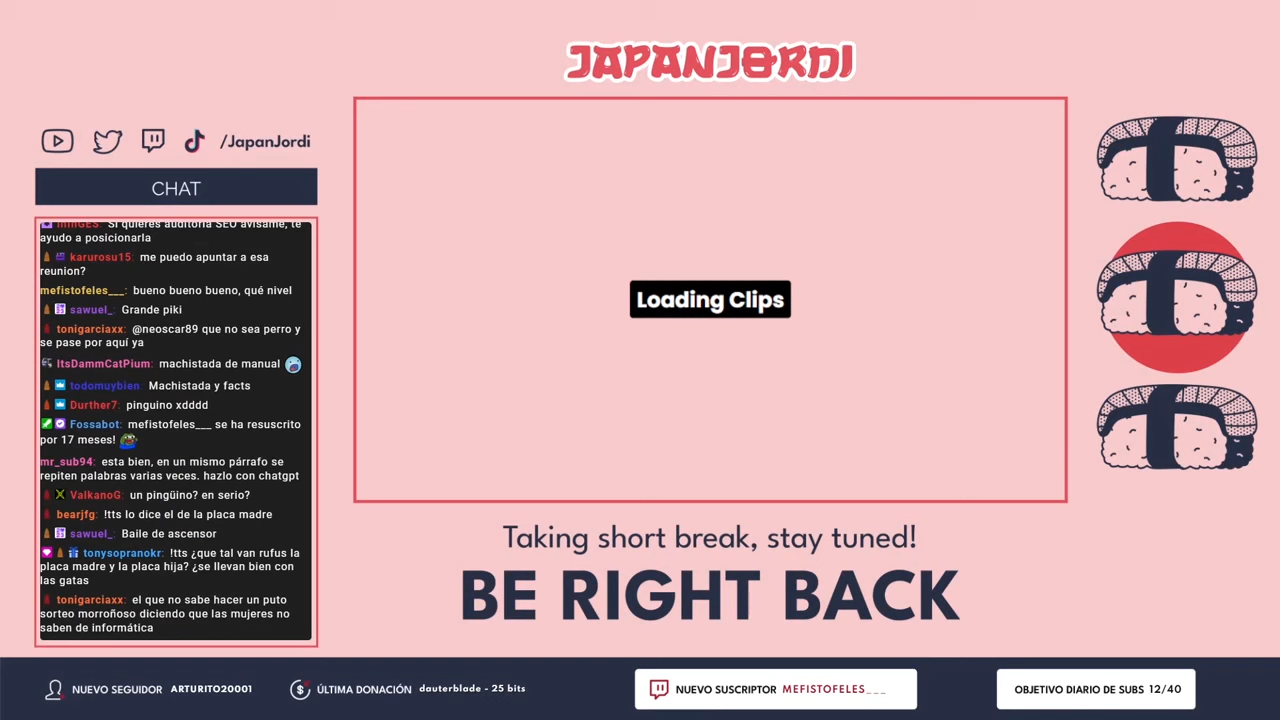 JAPANJORDI
/JapanJordi
CHAT
minGES: Si quieres auditoria SEO avisame, te
ayudo a posicionarla
karurosu15: me puedo apuntar a esa
reunion?
mefistofeles___: bueno bueno bueno, qué nivel
sawuel_: Grande piki
tonigarciaxx: @neoscar89 que no sea perro y
se pase por aquí ya
ItsDammCatPium: machistada de manual
todomuybien: Machistada y facts
Durther7: pinguino xdddd
Fossabot: mefistofeles___ se ha resuscrito
por 17 meses!
mr_sub94: esta bien, en un mismo párrafo se
repiten palabras varias veces. hazlo con chatgpt
ValkanoG: un pingüino? en serio?
bearjfg: !tts lo dice el de la placa madre
sawuel_: Baile de ascensor
tonysopranokr: !tts ¿que tal van rufus la
placa madre y la placa hija? ¿se llevan bien con
las gatas
tonigarciaxx: el que no sabe hacer un puto
sorteo morroñoso diciendo que las mujeres no
saben de informática
Loading Clips
Taking short break, stay tuned!
BE RIGHT BACK
NUEVO SEGUIDOR ARTURITO20001
ÚLTIMA DONACIÓN dauterblade - 25 bits
NUEVO SUSCRIPTOR MEFISTOFELES___
OBJETIVO DIARIO DE SUBS 12/40